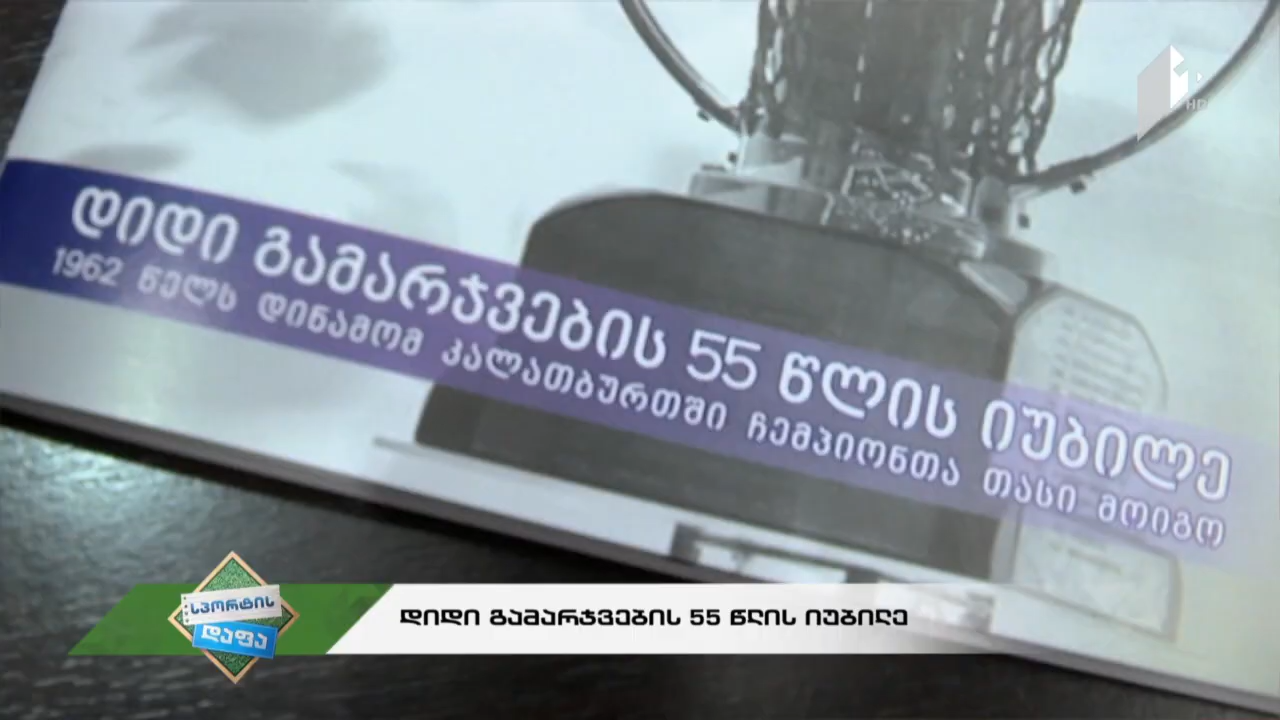 დიდი გამარჯვების 55 წლის იუბილე
1962 წელს დინამომ კალათბურთში ჩემპიონთა თასი მოიგო
სპორტის
დაფა
დიდი გამარჯვების 55 წლის იუბილე